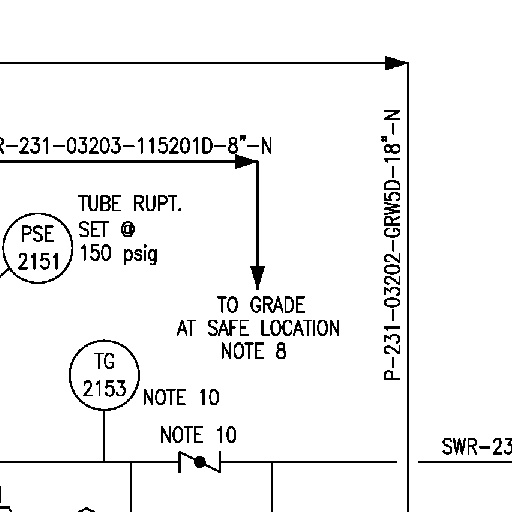 R-231-03203-115201D-8"-N
TUBE RUPT.
SET @
150 psig
PSE
2151
P-231-03202-GRW5D-18"-N
TO GRADE
AT SAFE LOCATION
NOTE 8
TG
2153
NOTE 10
NOTE 10
SWR-23